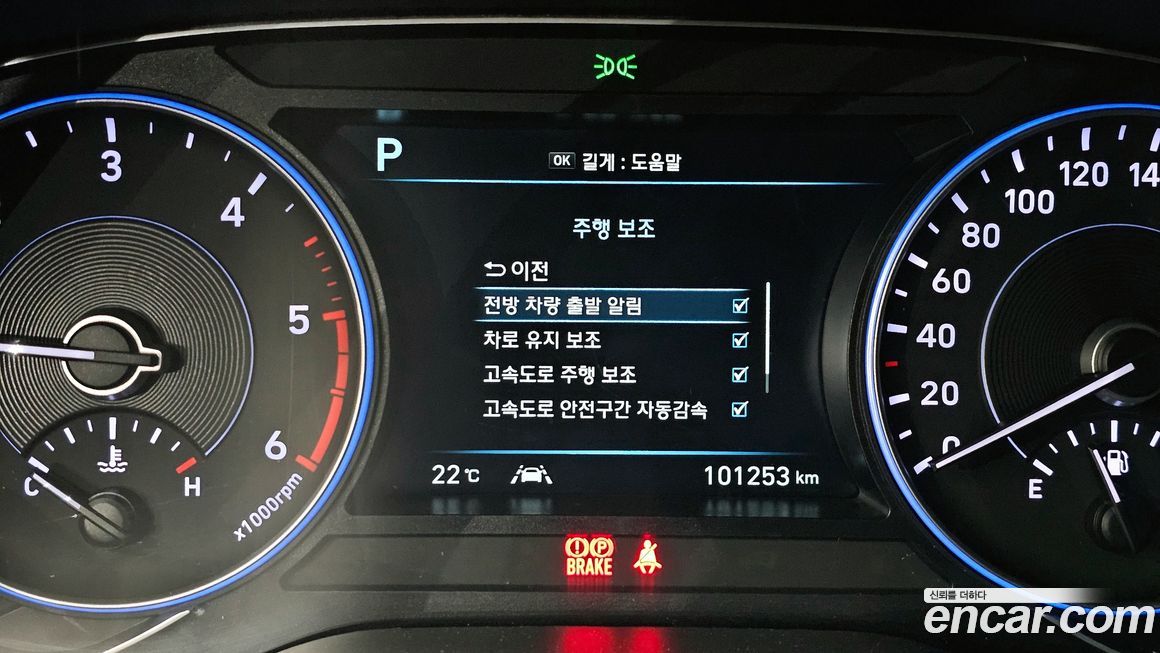 P
OK 길게 : 도움말
주행 보조
이전
전방 차량 출발 알림
차로 유지 보조
고속도로 주행 보조
고속도로 안전구간 자동감속
22°C
101253 km
3
4
5
6
x1000rpm
C
H
0
20
40
60
80
100
120
E
BRAKE
신뢰를 더하다
encar.com